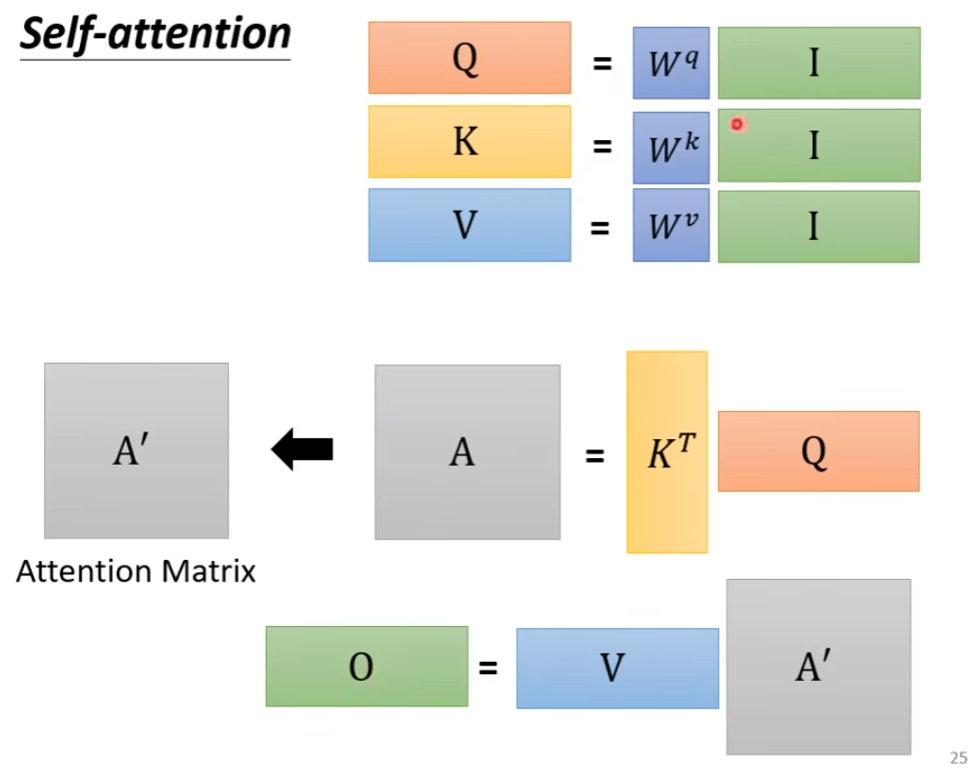 Self-attention
Q = W^q I
K = W^k I
V = W^v I
A′ A = K^T Q
Attention Matrix
O = V A′
25